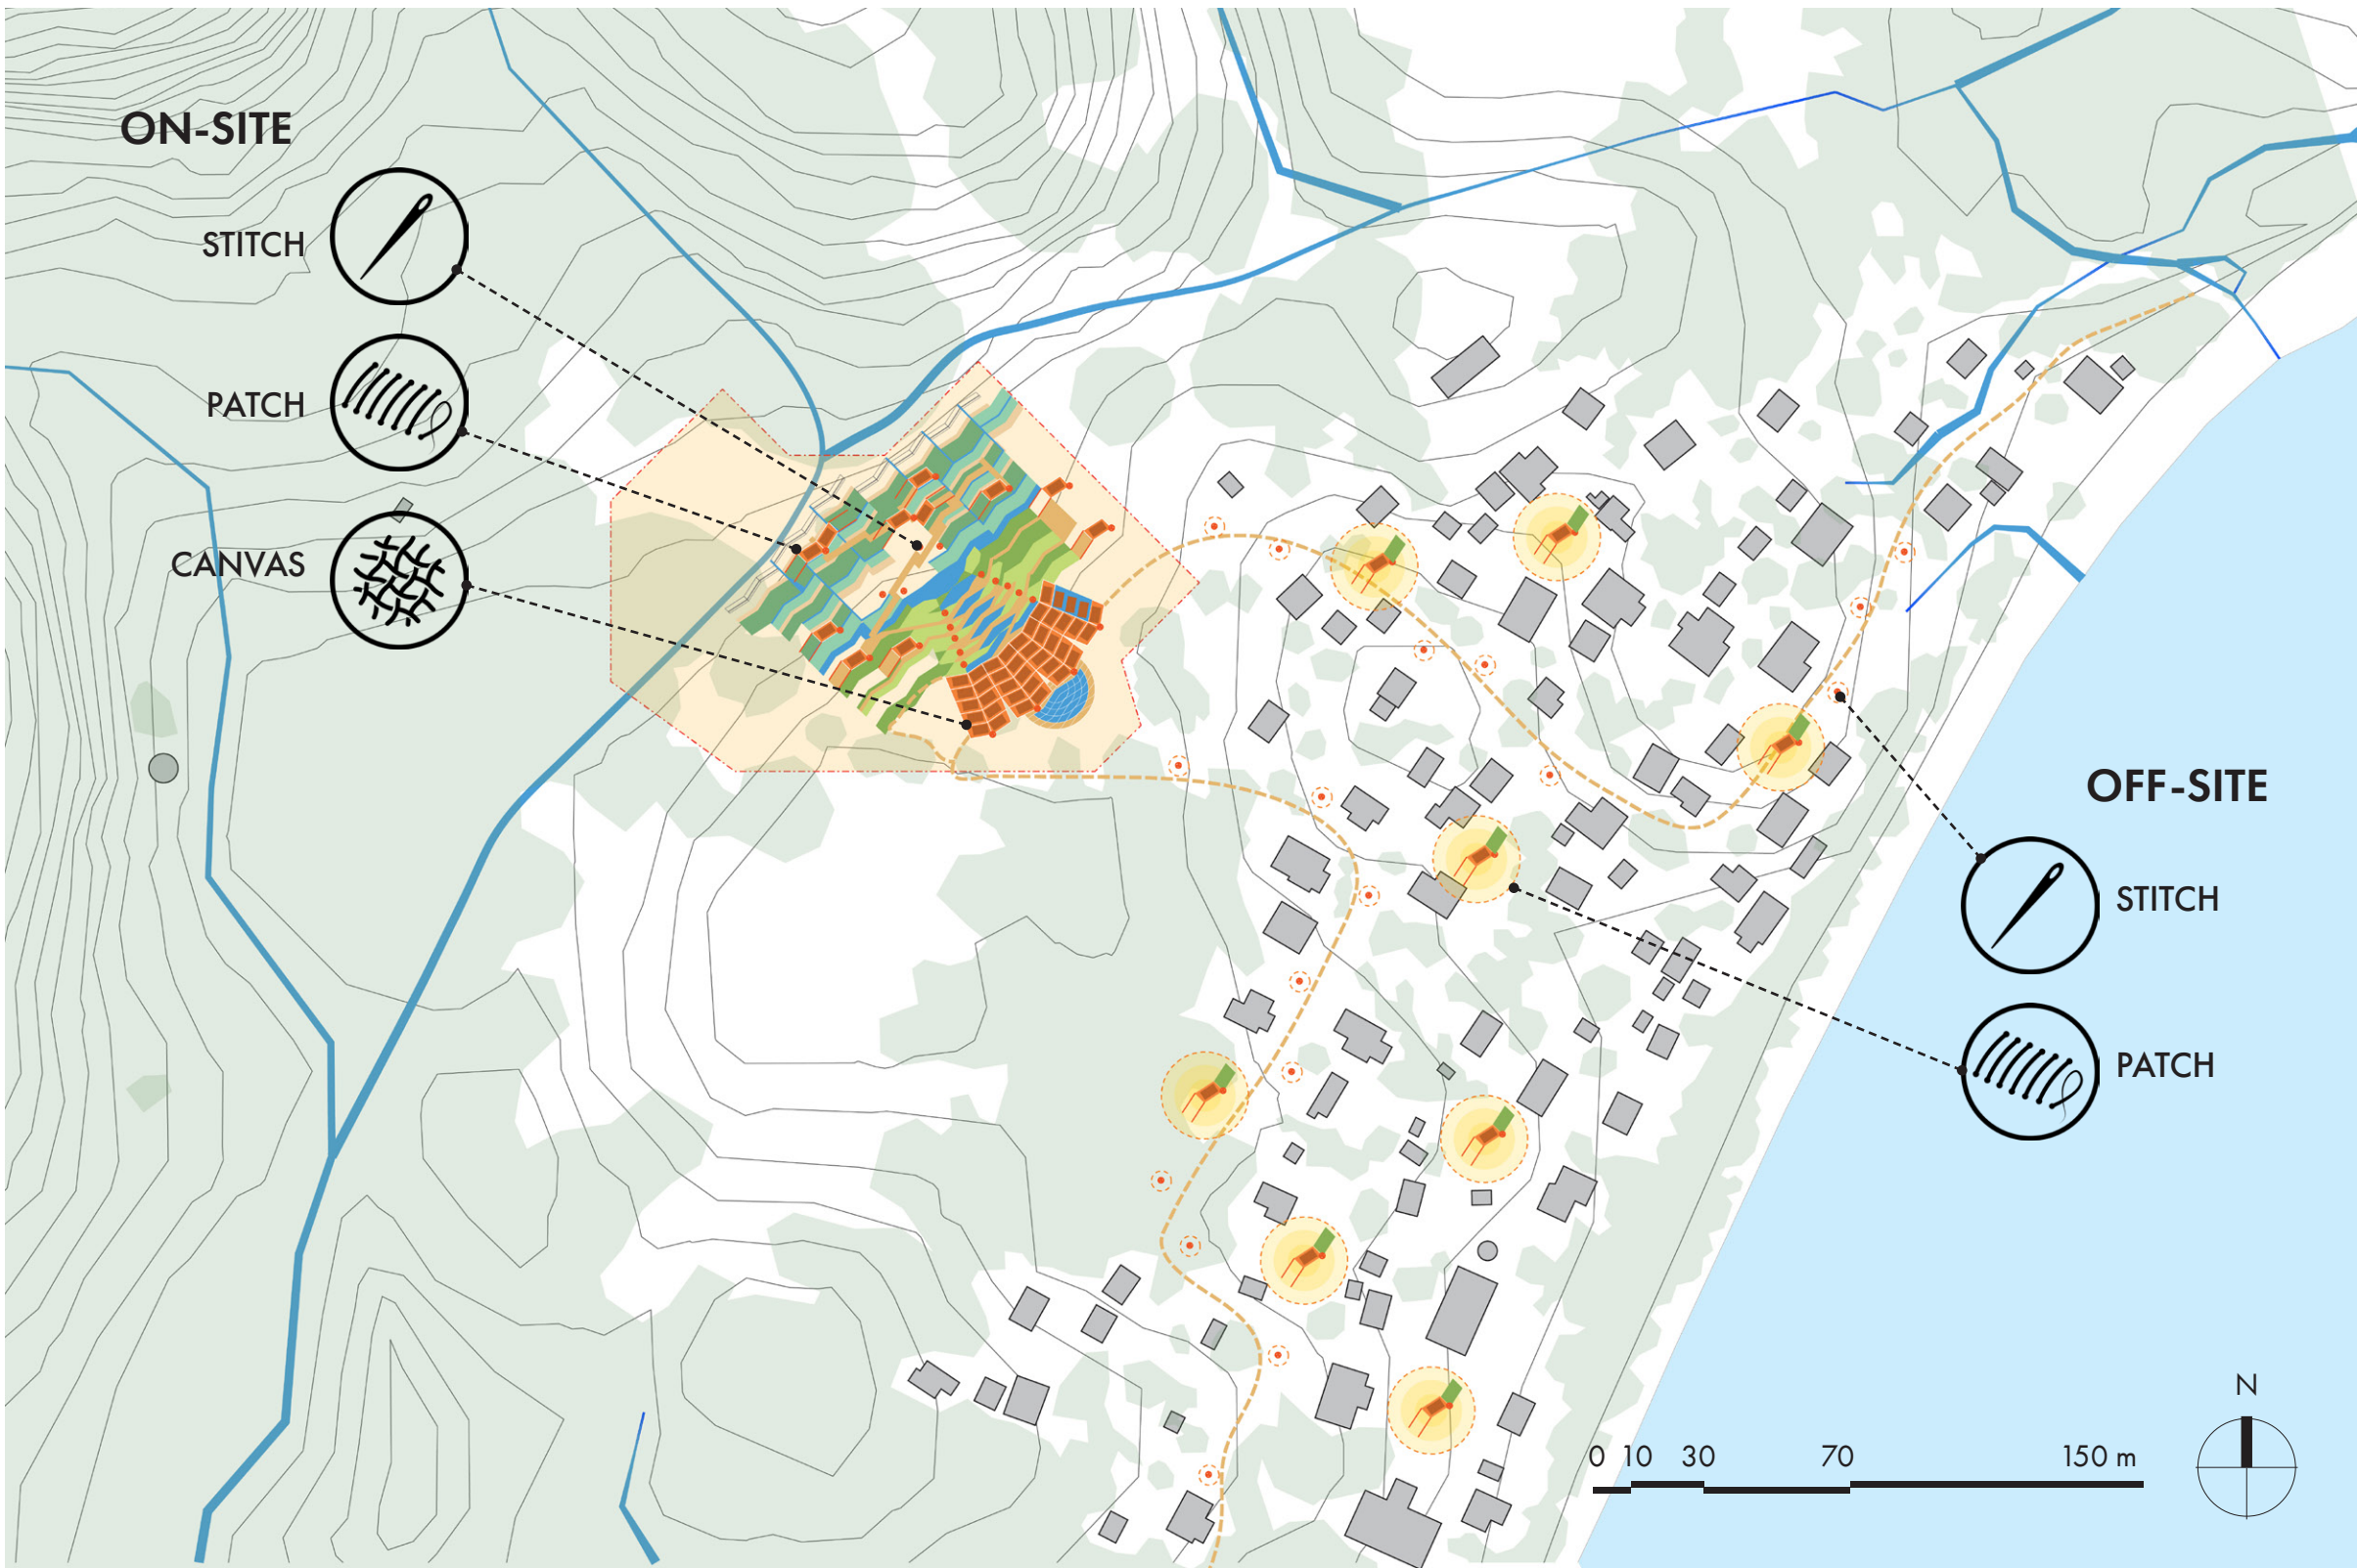 ON-SITE
STITCH
PATCH
CANVAS
OFF-SITE
STITCH
PATCH
N
0 10 30 70 150 m